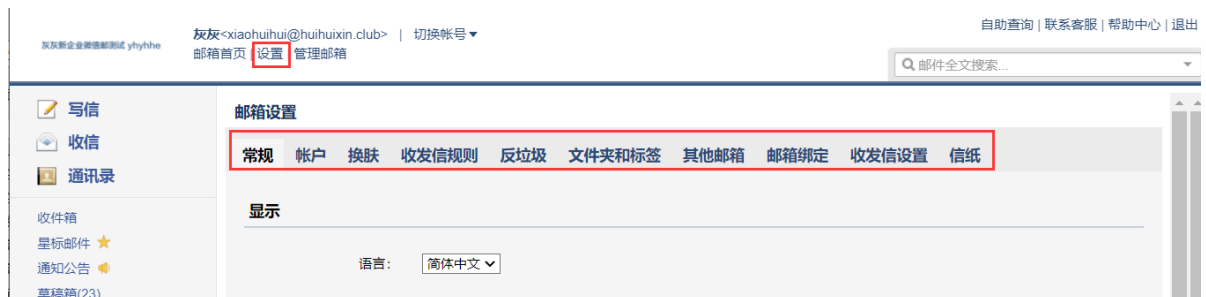 灰灰新企业微信邮测试 yhyhhe
灰灰<xiaohuihui@huihuixin.club> | 切换帐号▼
邮箱首页 | 设置 | 管理邮箱
自助查询 | 联系客服 | 帮助中心 | 退出
邮件全文搜索...
写信
收信
通讯录
收件箱
星标邮件
通知公告
草稿箱(23)
邮箱设置
常规 帐户 换肤 收发信规则 反垃圾 文件夹和标签 其他邮箱 邮箱绑定 收发信设置 信纸
显示
语言: 简体中文